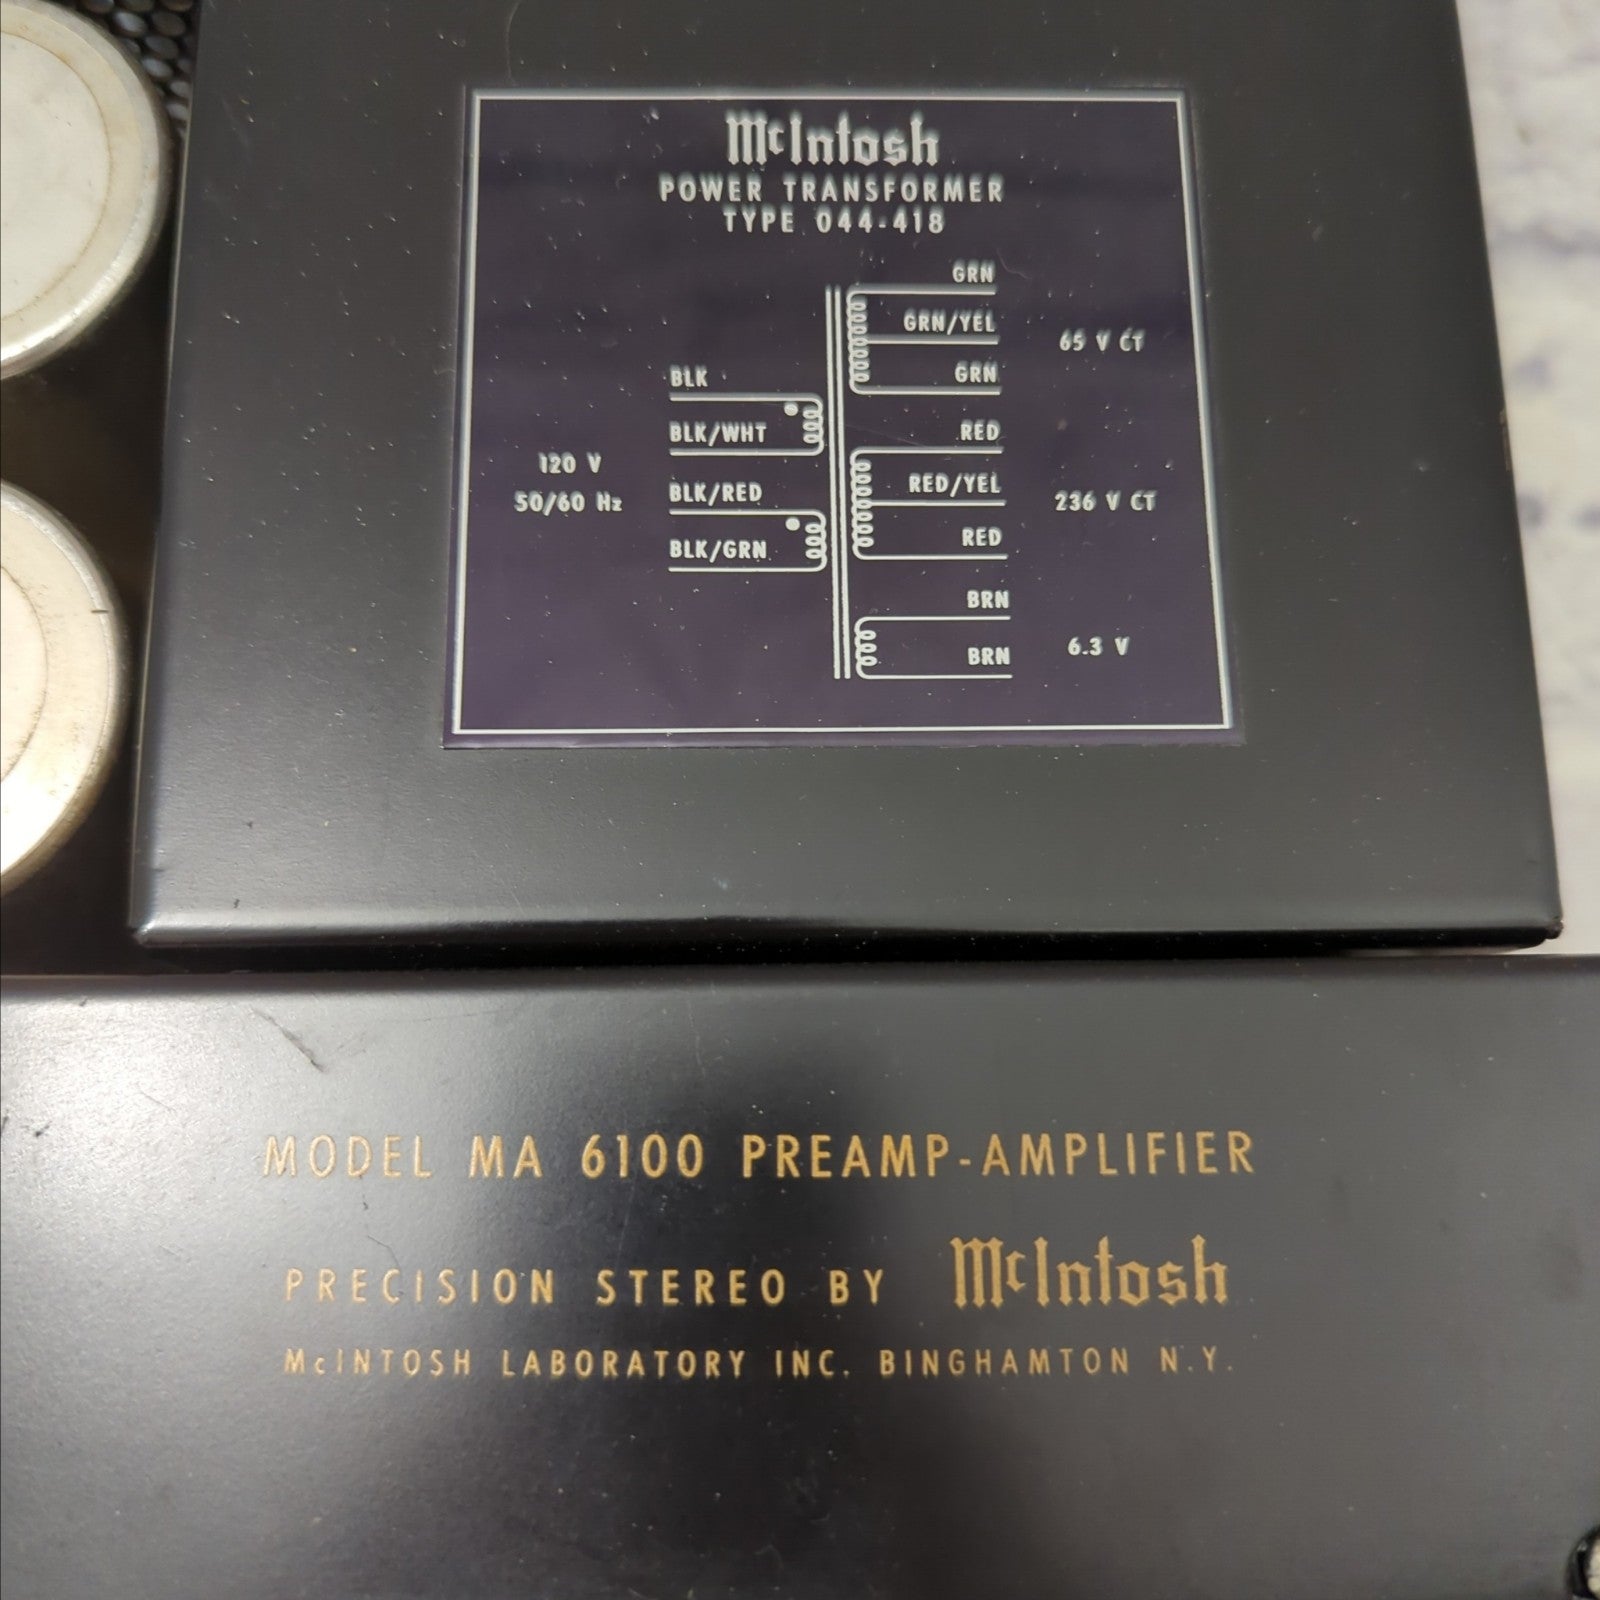 McIntosh
POWER TRANSFORMER
TYPE 044-418
GRN
GRN/YEL
65 V CT
GRN
BLK
BLK/WHT
RED
120 V
BLK/RED
RED/YEL
50/60 Hz
236 V CT
BLK/GRN
RED
BRN
6.3 V
BRN
MODEL MA 6100 PREAMP-AMPLIFIER
PRECISION STEREO BY McIntosh
McINTOSH LABORATORY INC. BINGHAMTON N.Y.